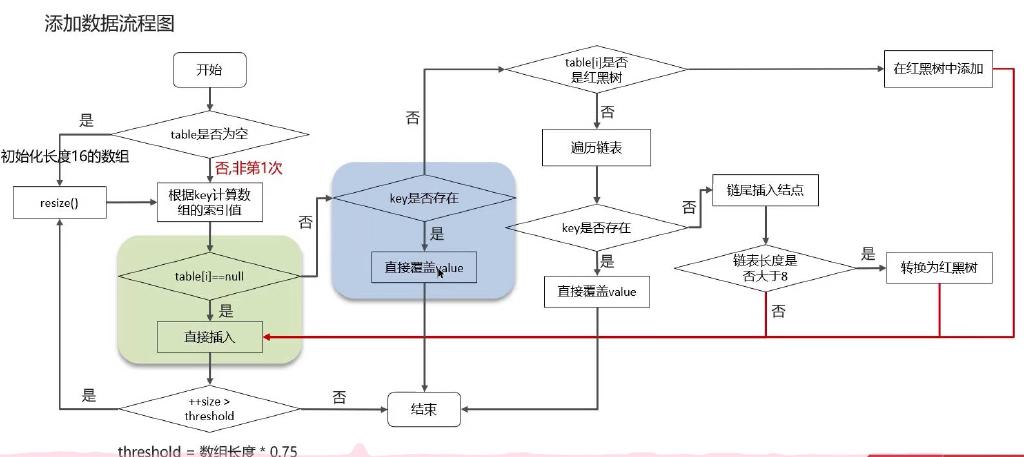 添加数据流程图
开始
是
table是否为空
初始化长度16的数组
否,非第1次
resize()
根据key计算数
组的索引值
否
table[i]==null
是
直接插入
是
++size >
threshold
否
threshold = 数组长度 * 0.75
否
key是否存在
是
直接覆盖value
结束
table[i]是否
是红黑树
否
遍历链表
key是否存在
是
直接覆盖value
否
链尾插入结点
链表长度是
否大于8
是
否
转换为红黑树
在红黑树中添加